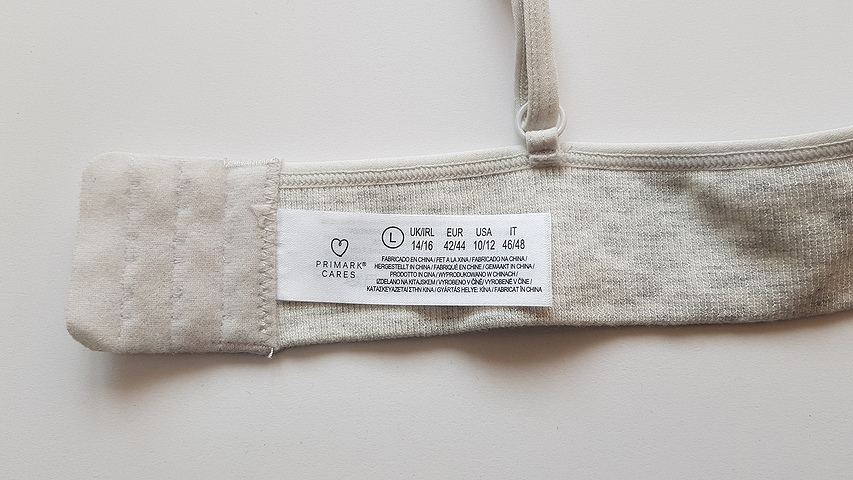 PRIMARK®
CARES
L
UK/IRL EUR USA IT
14/16 42/44 10/12 46/48
FABRICADO EN CHINA / FET A LA XINA / FABRICADO NA CHINA /
HERGESTELLT IN CHINA / FABRIQUÉ EN CHINE / GEMAAKT IN CHINA /
PRODOTTO IN CINA / WYPRODUKOWANO W CHINACH /
IZDELANO NA KITAJSKEM / VYROBENO V ČÍNĚ / VYROBENÉ V ČÍNE /
ΚΑΤΑΣΚΕΥΑΖΕΤΑΙ ΣΤΗΝ ΚΙΝΑ / GYÁRTÁS HELYE: KÍNA / FABRICAT ÎN CHINA